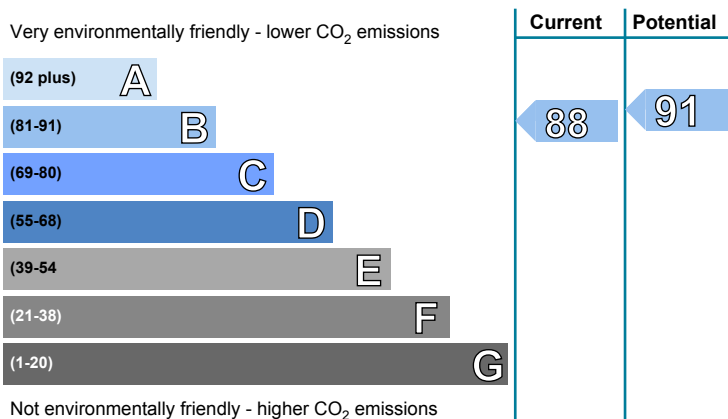 Current Potential
Very environmentally friendly - lower CO2 emissions
(92 plus) A
(81-91) B
88 91
(69-80) C
(55-68) D
(39-54 E
(21-38) F
(1-20) G
Not environmentally friendly - higher CO2 emissions